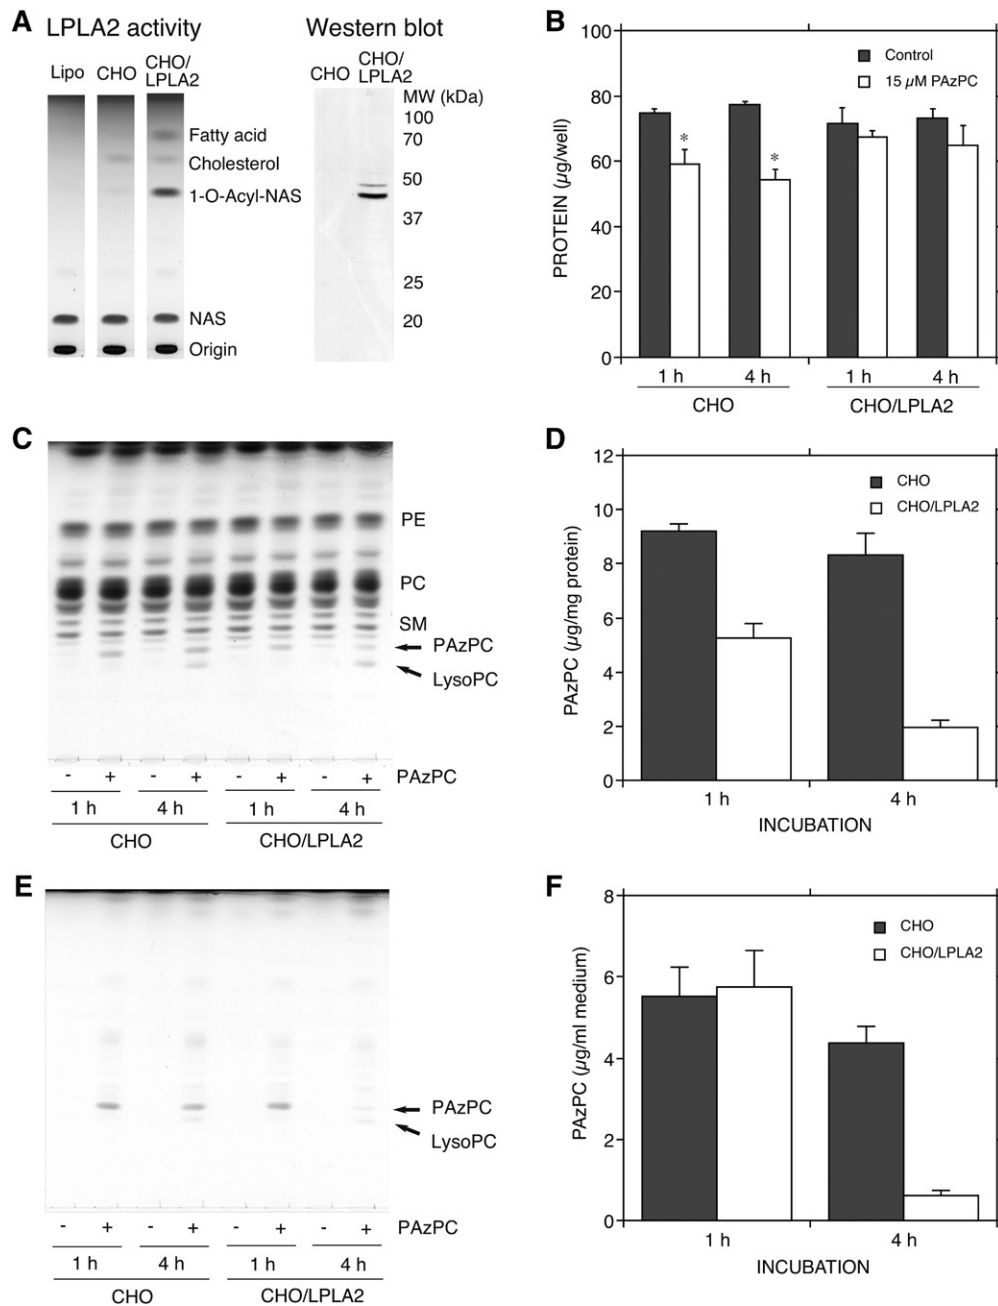 A LPLA2 activity
Western blot
Lipo CHO CHO/
LPLA2
CHO CHO/
LPLA2
MW (kDa)
100
70
50
37
25
20
Fatty acid
Cholesterol
1-O-Acyl-NAS
NAS
Origin
B
PROTEIN (µg/well)
100
80
60
40
20
0
Control
15 µM PAzPC
* *
1 h 4 h 1 h 4 h
CHO CHO/LPLA2
C
PE
PC
SM
PAzPC
LysoPC
- + - + - + - + PAzPC
1 h 4 h 1 h 4 h
CHO CHO/LPLA2
D
PAzPC (µg/mg protein)
12
10
8
6
4
2
0
CHO
CHO/LPLA2
1 h 4 h
INCUBATION
E
PAzPC
LysoPC
- + - + - + - + PAzPC
1 h 4 h 1 h 4 h
CHO CHO/LPLA2
F
PAzPC (µg/ml medium)
8
6
4
2
0
CHO
CHO/LPLA2
1 h 4 h
INCUBATION